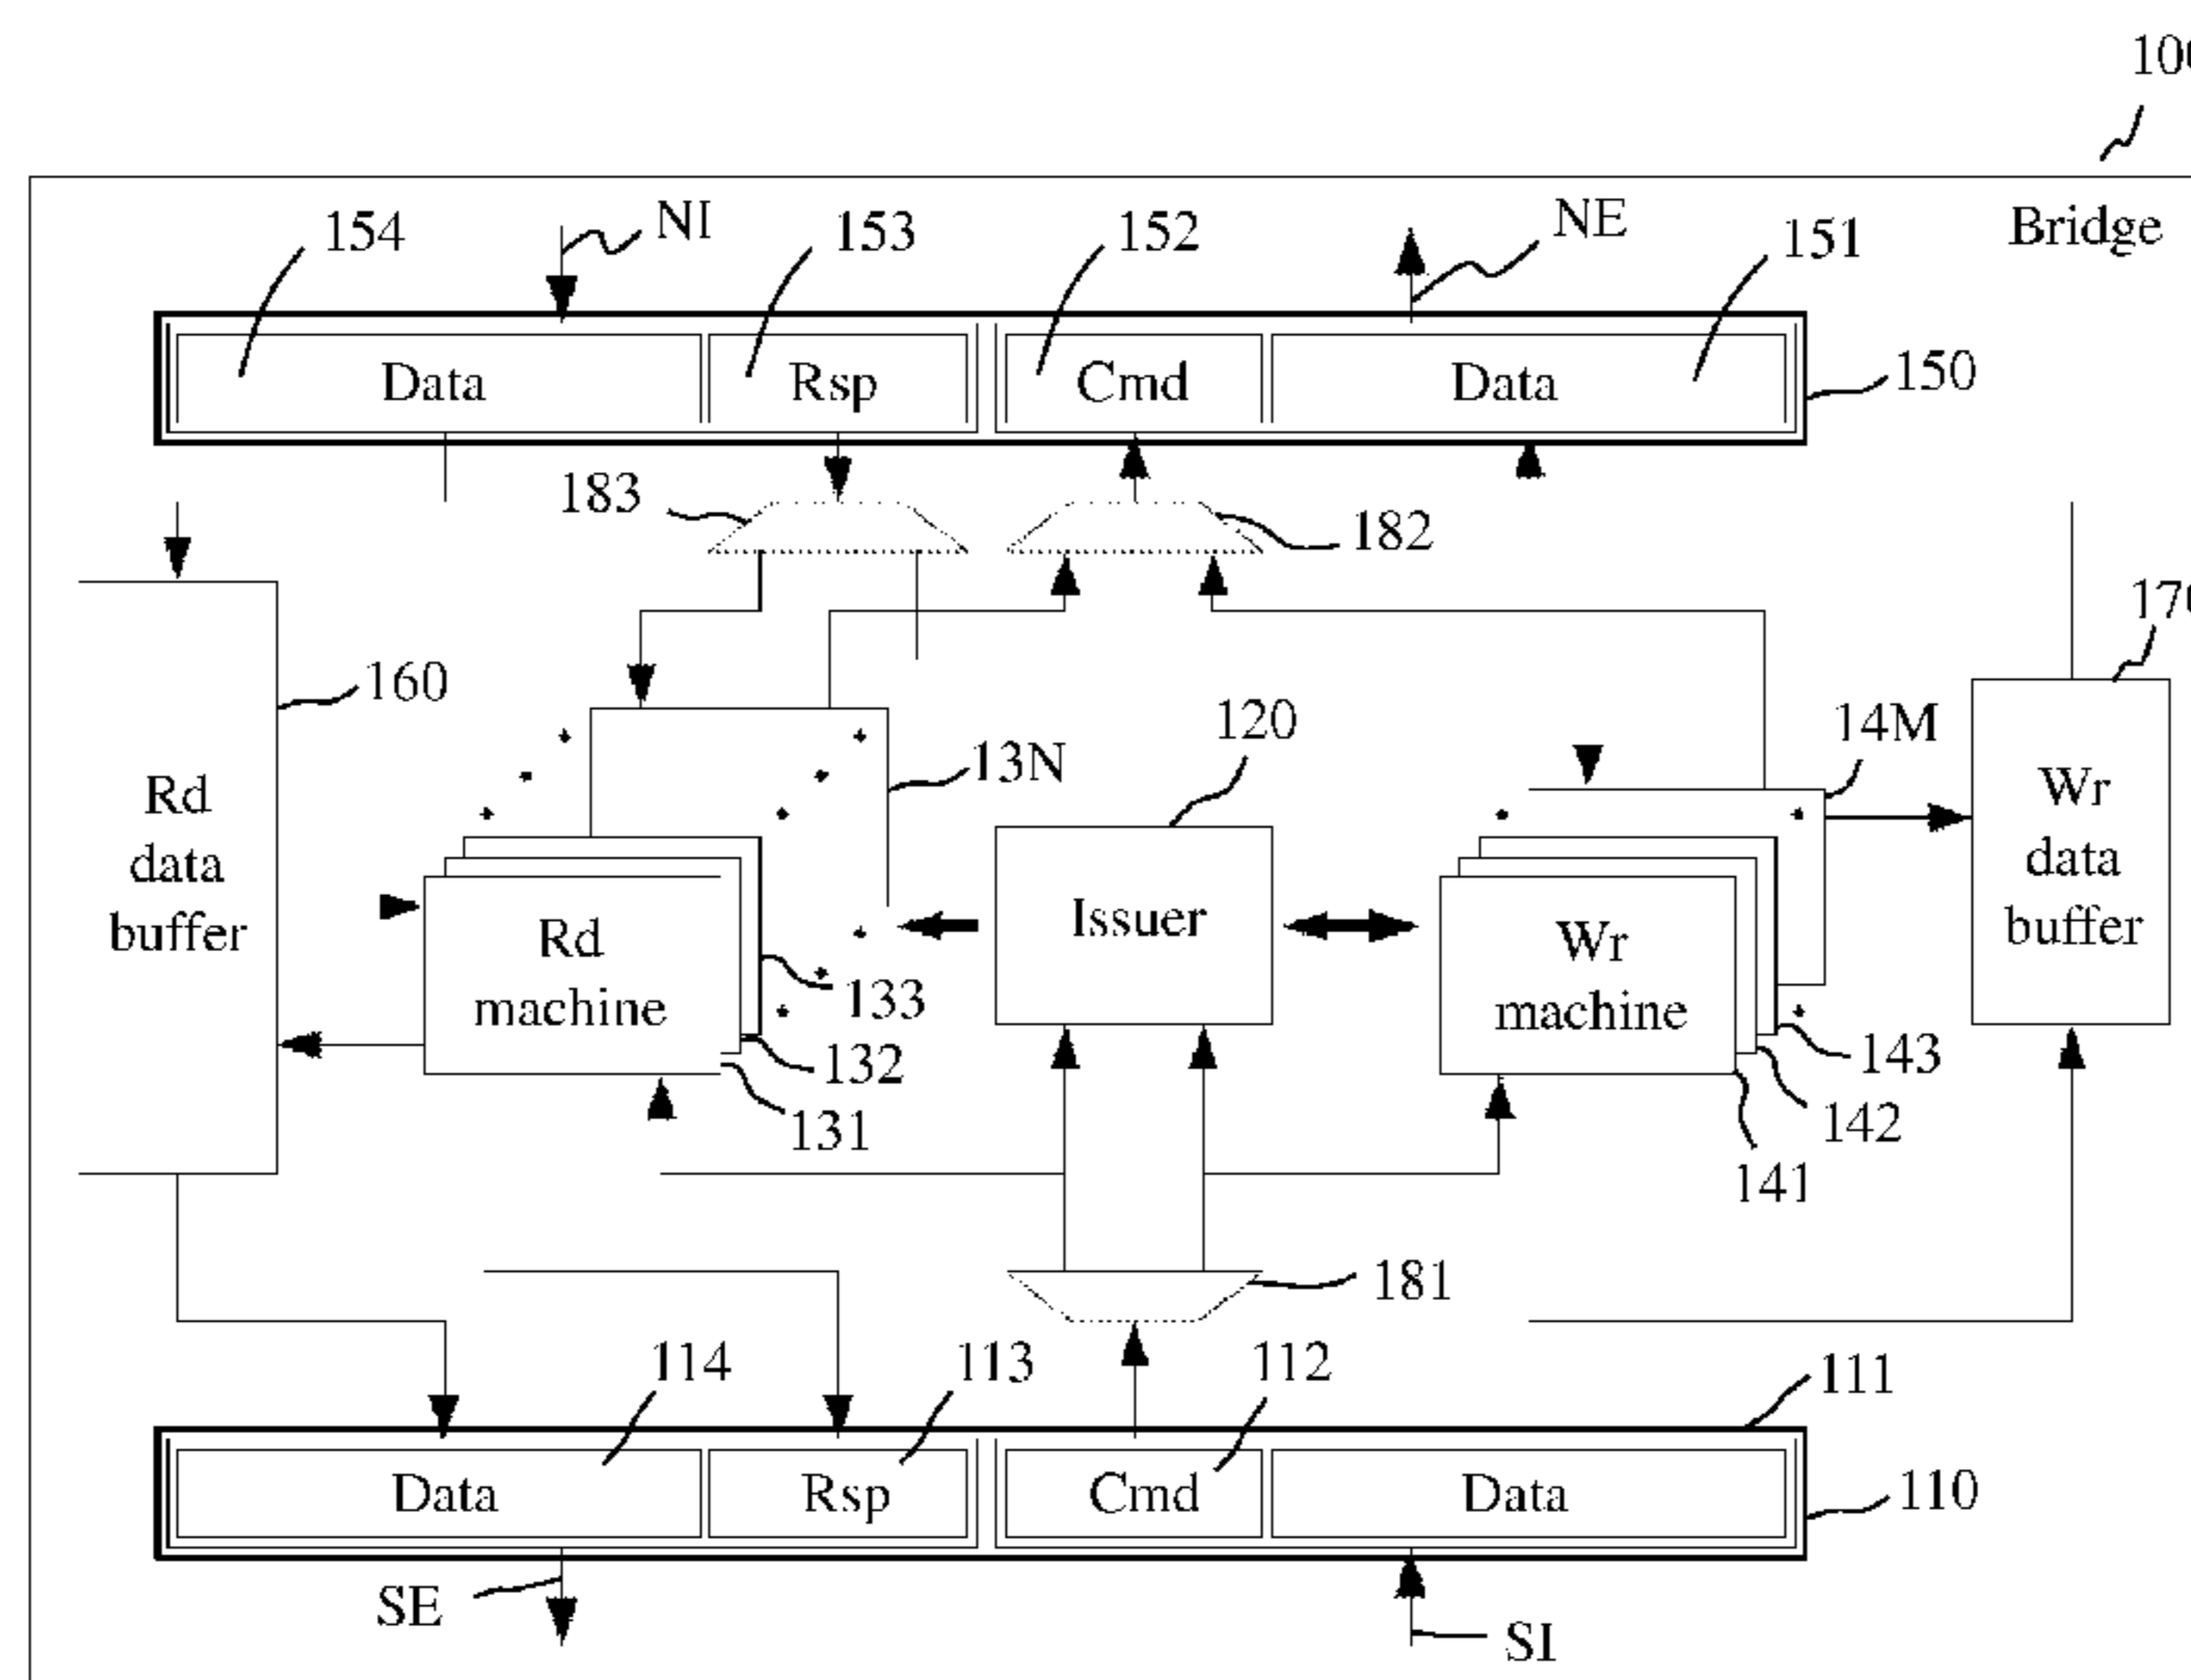 10
Bridge
154
NI
153
152
NE
151
Data
Rsp
Cmd
Data
150
183
182
17
160
120
14M
13N
Rd
data
buffer
Wr
data
buffer
Rd
machine
Issuer
Wr
machine
133
132
131
143
142
141
181
114
113
112
111
Data
Rsp
Cmd
Data
110
SE
SI